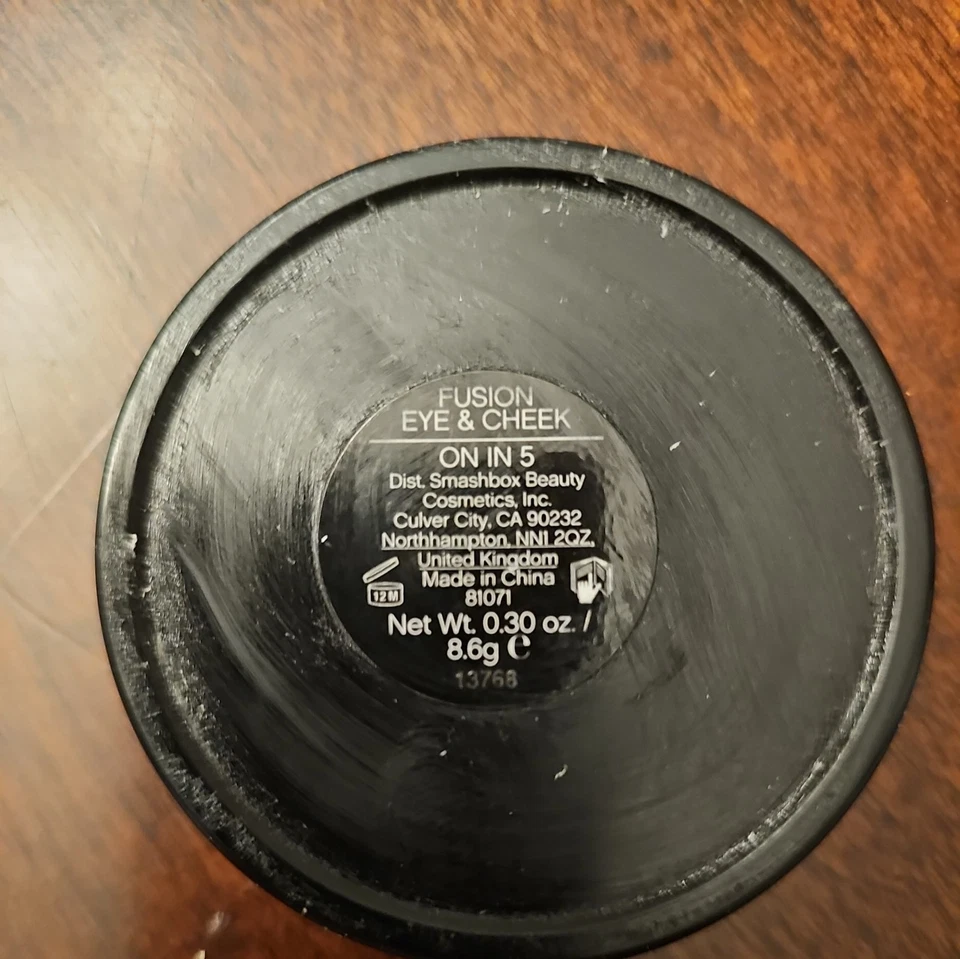 FUSION
EYE & CHEEK
ON IN 5
Dist. Smashbox Beauty
Cosmetics, Inc.
Culver City, CA 90232
Northhampton, NN1 2QZ,
United Kingdom
Made in China
12M
81071
Net Wt. 0.30 oz. /
8.6g e
13768